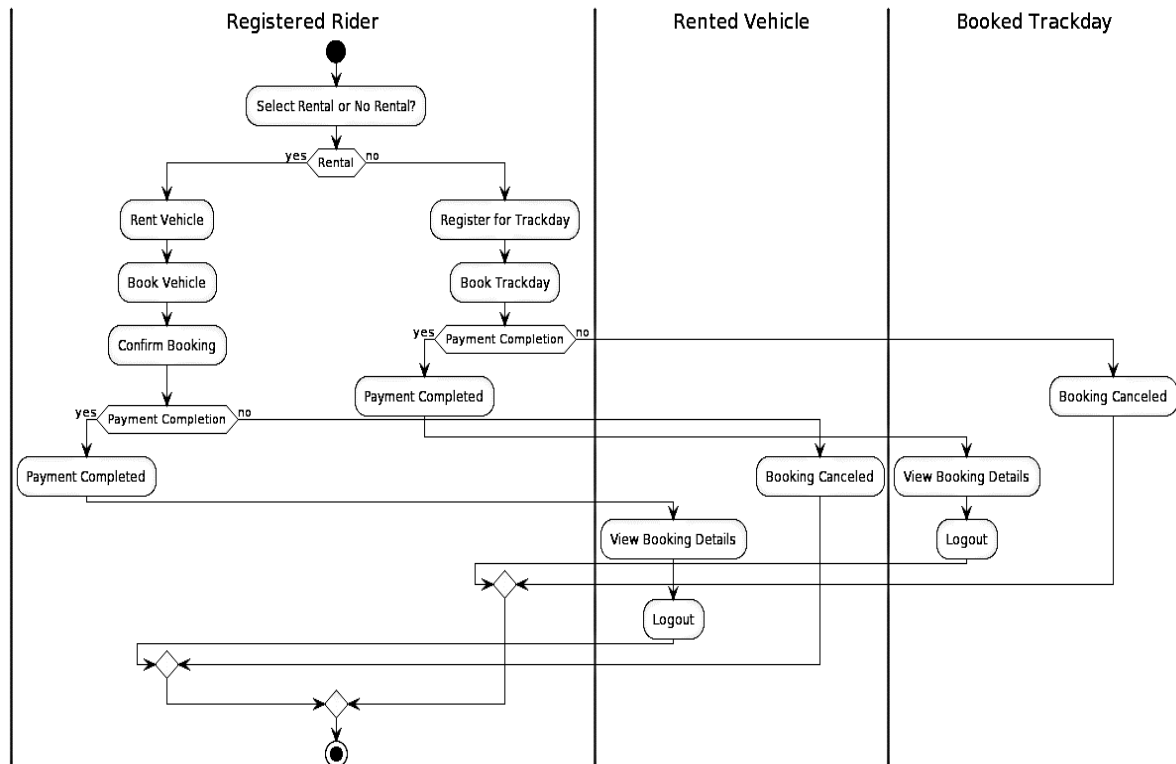 Registered Rider
Rented Vehicle
Booked Trackday
Select Rental or No Rental?
yes
Rental
no
Rent Vehicle
Register for Trackday
Book Vehicle
Book Trackday
Confirm Booking
yes
Payment Completion
no
Payment Completed
Booking Canceled
yes
Payment Completion
no
Payment Completed
Booking Canceled
View Booking Details
View Booking Details
Logout
Logout